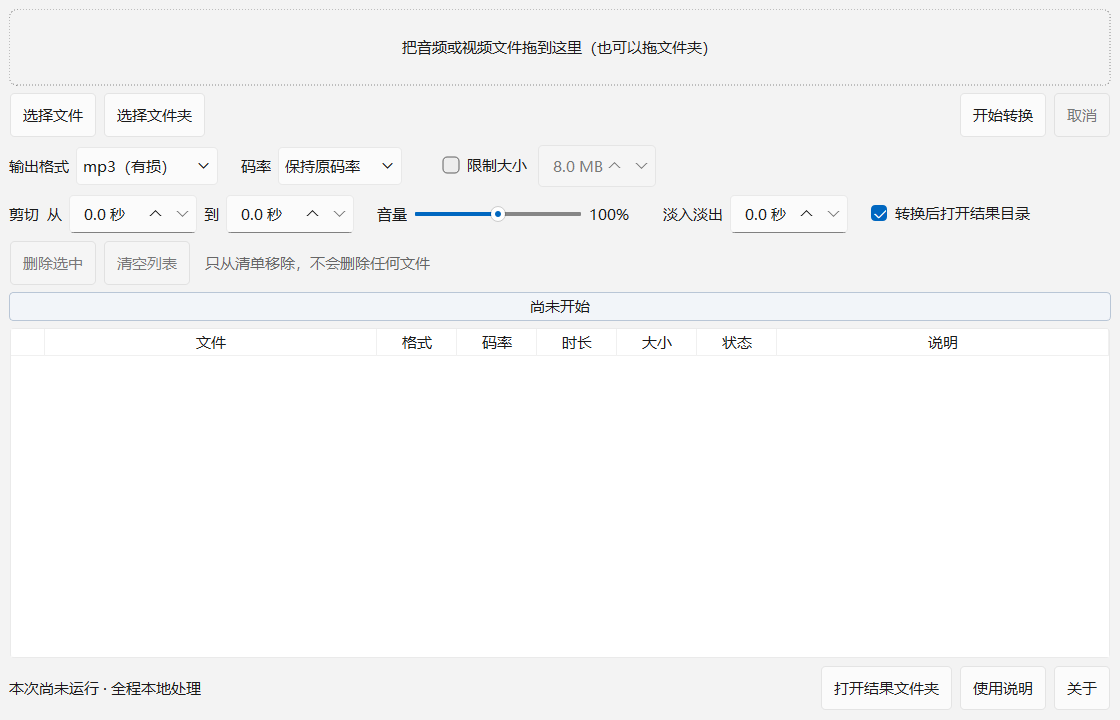 把音频或视频文件拖到这里（也可以拖文件夹）
选择文件 选择文件夹 开始转换 取消
输出格式 mp3（有损） 码率 保持原码率 限制大小 8.0 MB
剪切 从 0.0 秒 到 0.0 秒 音量 100% 淡入淡出 0.0 秒 转换后打开结果目录
删除选中 清空列表 只从清单移除，不会删除任何文件
尚未开始
文件 格式 码率 时长 大小 状态 说明
本次尚未运行 · 全程本地处理 打开结果文件夹 使用说明 关于